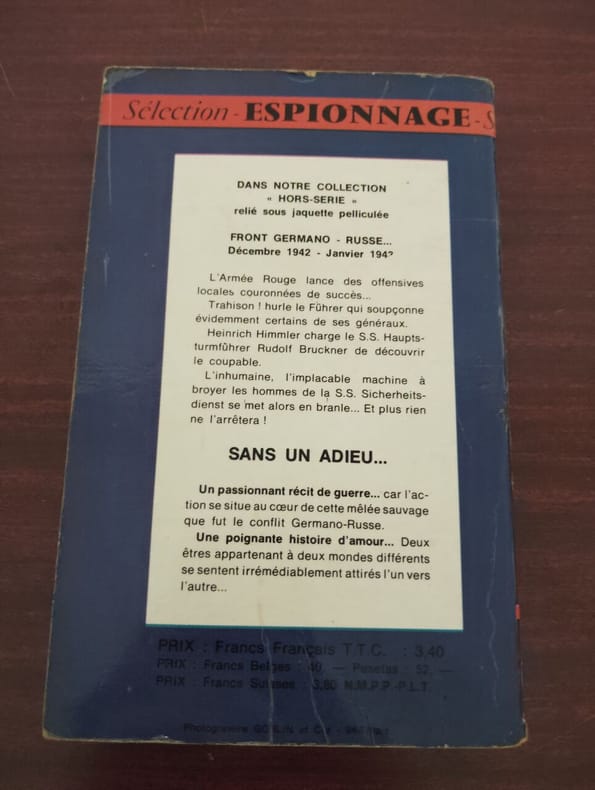 Sélection - ESPIONNAGE - S
DANS NOTRE COLLECTION
« HORS-SERIE »
relié sous jaquette pelliculée
FRONT GERMANO - RUSSE...
Décembre 1942 - Janvier 194
L'Armée Rouge lance des offensives
locales couronnées de succès...
Trahison ! hurle le Führer qui soupçonne
évidemment certains de ses généraux.
Heinrich Himmler charge le S.S. Haupts-
turmführer Rudolf Bruckner de découvrir
le coupable.
L'inhumaine, l'implacable machine à
broyer les hommes de la S.S. Sicherheits-
dienst se met alors en branle... Et plus rien
ne l'arrêtera !
SANS UN ADIEU...
Un passionnant récit de guerre... car l'ac-
tion se situe au cœur de cette mêlée sauvage
que fut le conflit Germano-Russe.
Une poignante histoire d'amour... Deux
êtres appartenant à deux mondes différents
se sentent irrémédiablement attirés l'un vers
l'autre...
PRIX : Francs Français T.T.C. : 3,40
PRIX : Francs Belges : 40. — Pesetas : 52. —
PRIX : Francs Suisses : 3,80 N.M.P.P.-P.L.T.
Photogravure et Cie